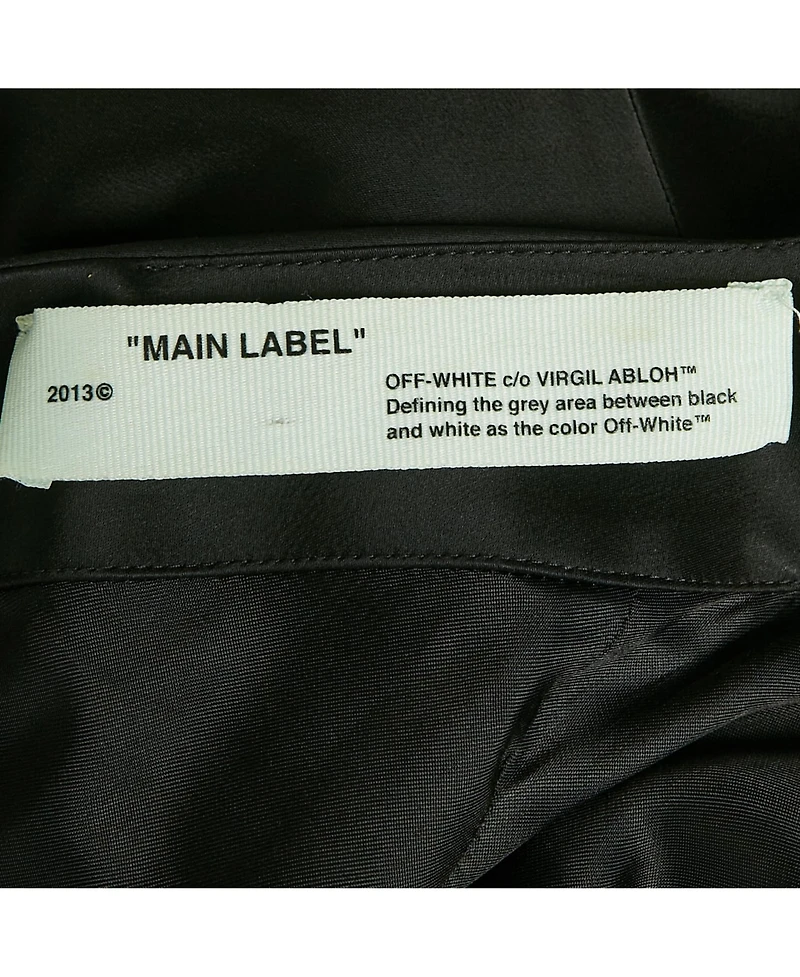 "MAIN LABEL"
2013©
OFF-WHITE c/o VIRGIL ABLOH™
Defining the grey area between black
and white as the color Off-White™